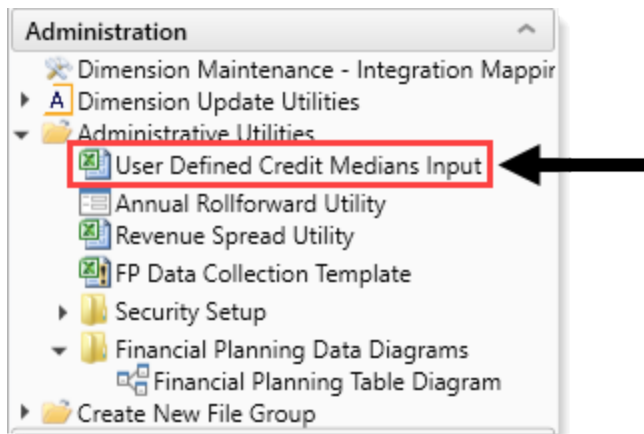 Administration
Dimension Maintenance - Integration Mappin
A Dimension Update Utilities
Administrative Utilities
User Defined Credit Medians Input
Annual Rollforward Utility
Revenue Spread Utility
FP Data Collection Template
Security Setup
Financial Planning Data Diagrams
Financial Planning Table Diagram
Create New File Group